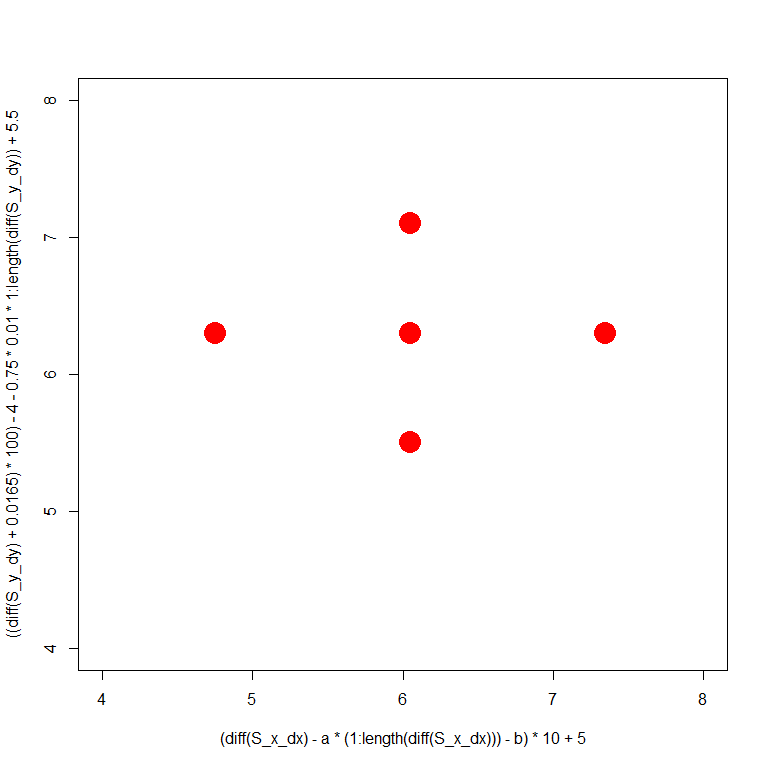 ((diff(S_y_dy) + 0.0165) * 100) - 4 - 0.75 * 0.01 * 1:length(diff(S_y_dy)) + 5.5
8
7
6
5
4
4 5 6 7 8
(diff(S_x_dx) - a * (1:length(diff(S_x_dx))) - b) * 10 + 5